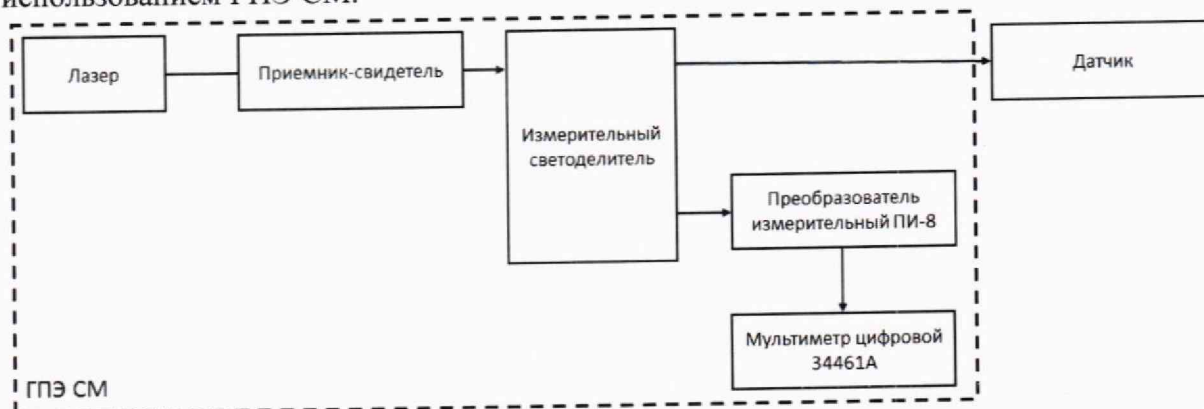 использованием ГПЭ СМ.
Лазер
Приемник-свидетель
Датчик
Измерительный
светоделитель
Преобразователь
измерительный ПИ-8
Мультиметр цифровой
34461А
ГПЭ СМ